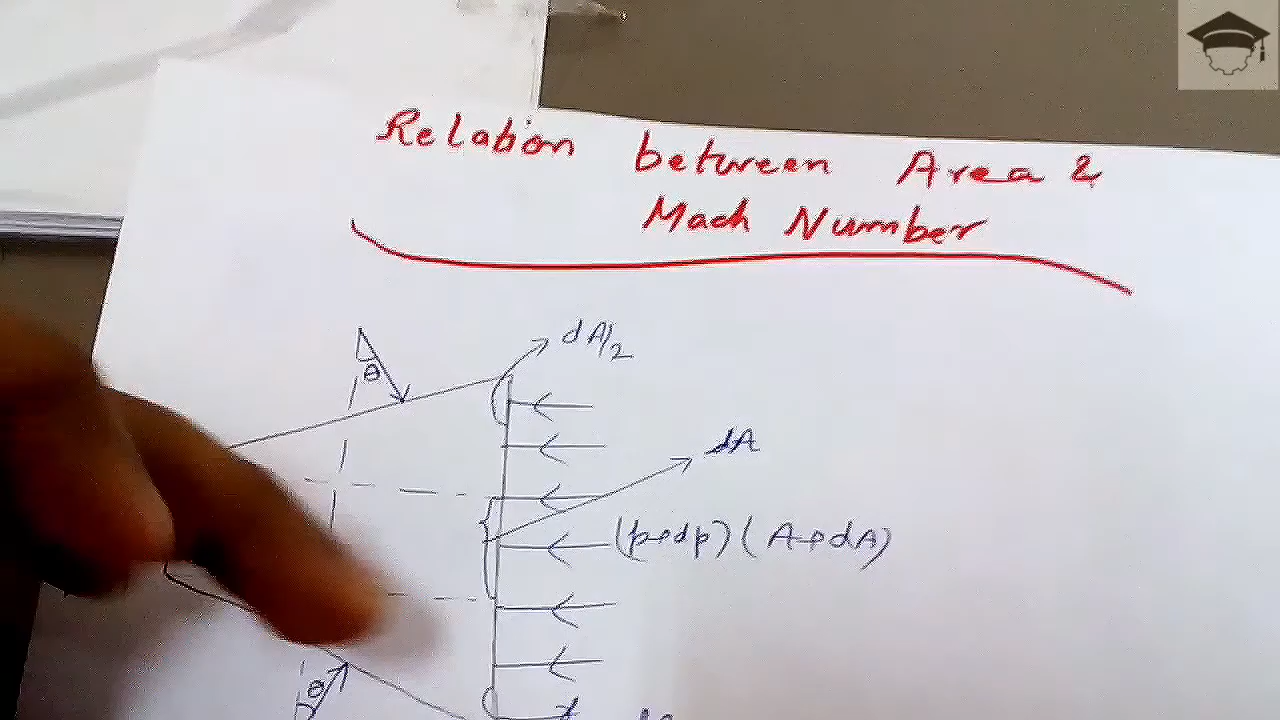 Relation between Area &
Mach Number
dA/2
θ
dA
(p+dp) (A+dA)
θ